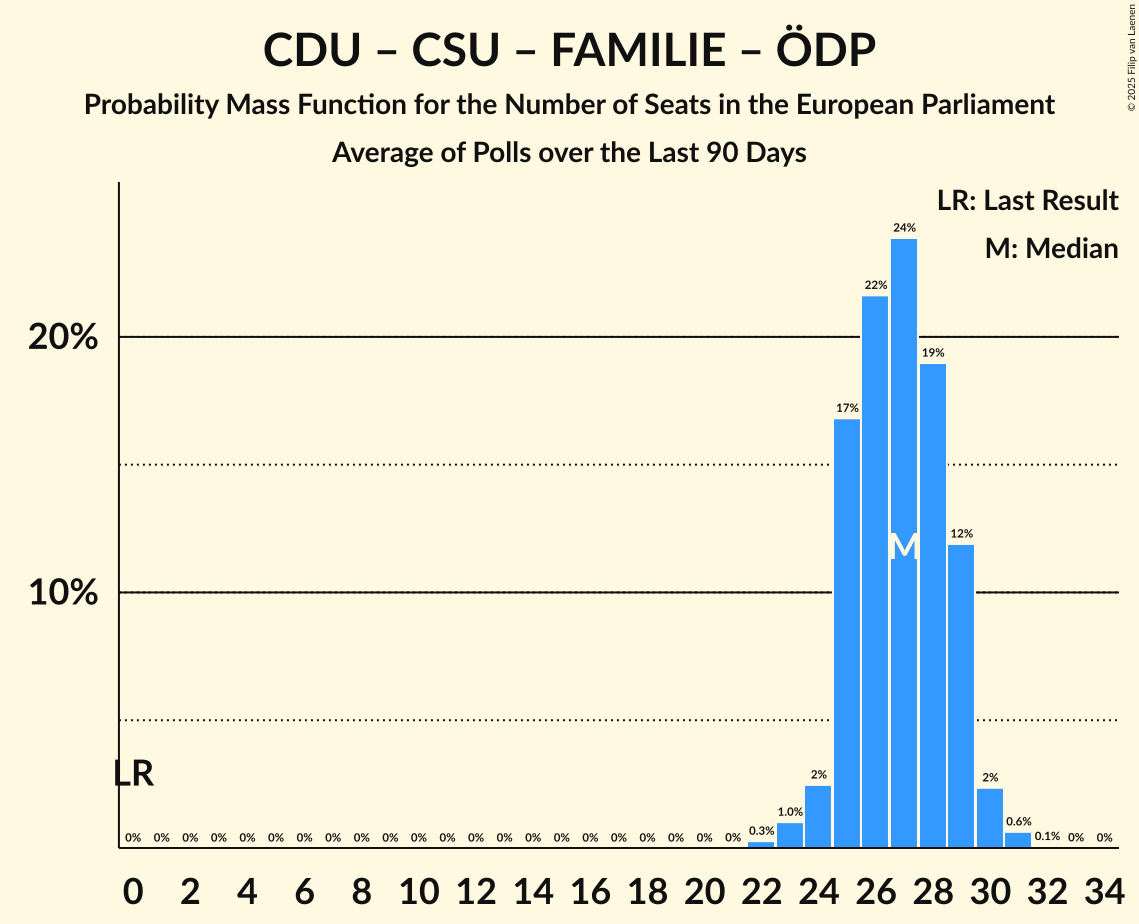 CDU – CSU – FAMILIE – ÖDP
Probability Mass Function for the Number of Seats in the European Parliament
Average of Polls over the Last 90 Days
© 2025 Filip van Laenen
LR: Last Result
M: Median
24%
22%
20%
19%
17%
12%
M
10%
LR
2% 2%
1.0% 0.6%
0% 0% 0% 0% 0% 0% 0% 0% 0% 0% 0% 0% 0% 0% 0% 0% 0% 0% 0% 0% 0% 0% 0.3% 0.1% 0% 0%
0 2 4 6 8 10 12 14 16 18 20 22 24 26 28 30 32 34